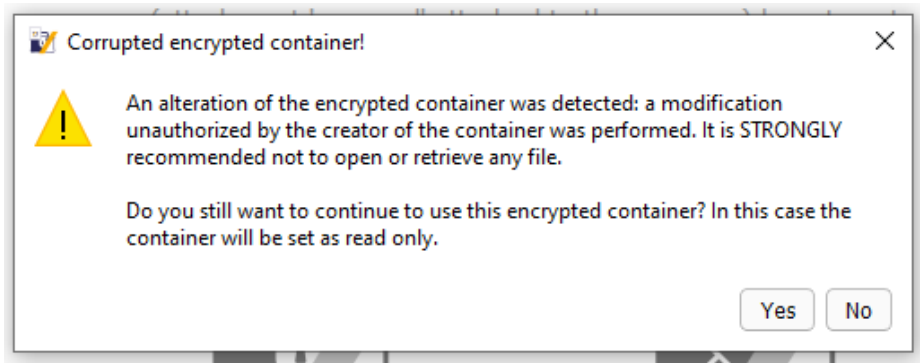 Corrupted encrypted container!
An alteration of the encrypted container was detected: a modification
unauthorized by the creator of the container was performed. It is STRONGLY
recommended not to open or retrieve any file.
Do you still want to continue to use this encrypted container? In this case the
container will be set as read only.
Yes
No